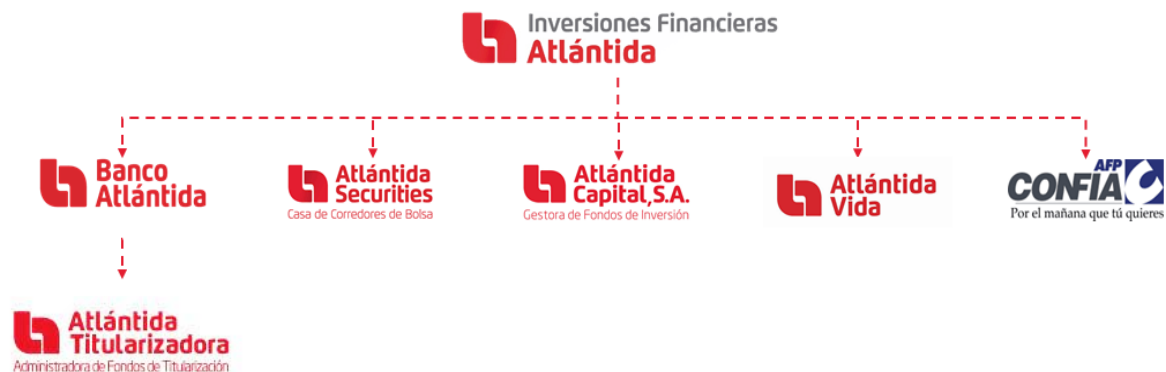 Inversiones Financieras
Atlántida
Banco
Atlántida
Atlántida
Securities
Casa de Corredores de Bolsa
Atlántida
Capital, S.A.
Gestora de Fondos de Inversión
Atlántida
Vida
AFP
CONFIA
Por el mañana que tú quieres
Atlántida
Titularizadora
Administradora de Fondos de Titularización